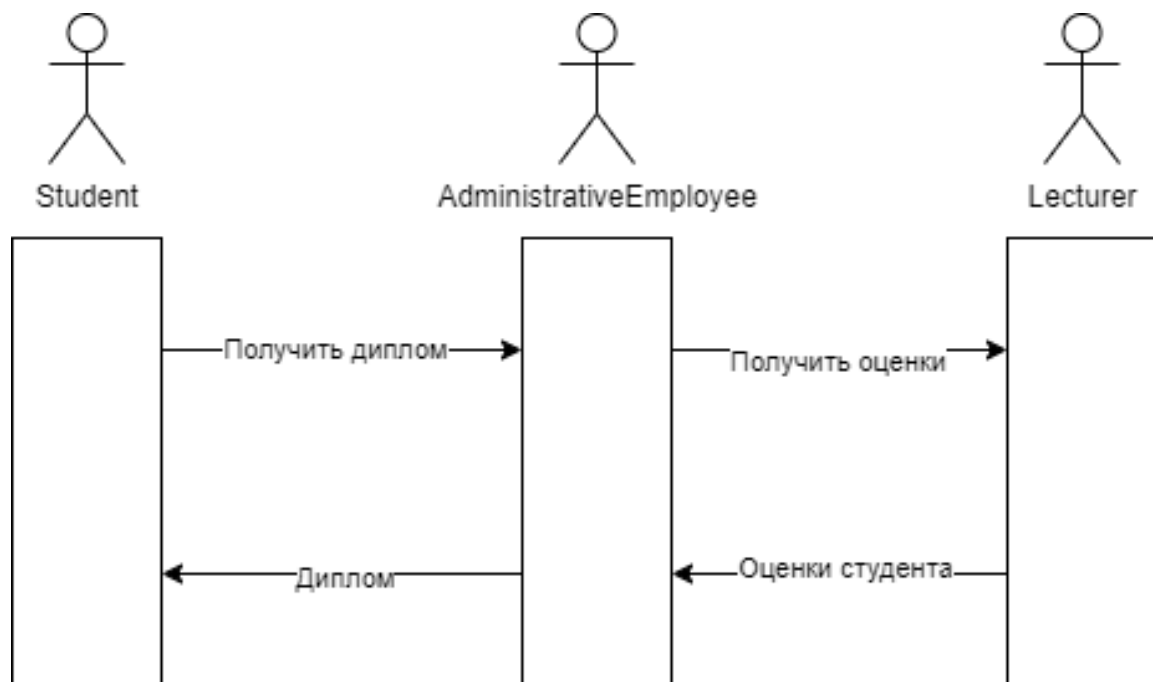 Student
AdministrativeEmployee
Lecturer
Получить диплом
Получить оценки
Диплом
Оценки студента